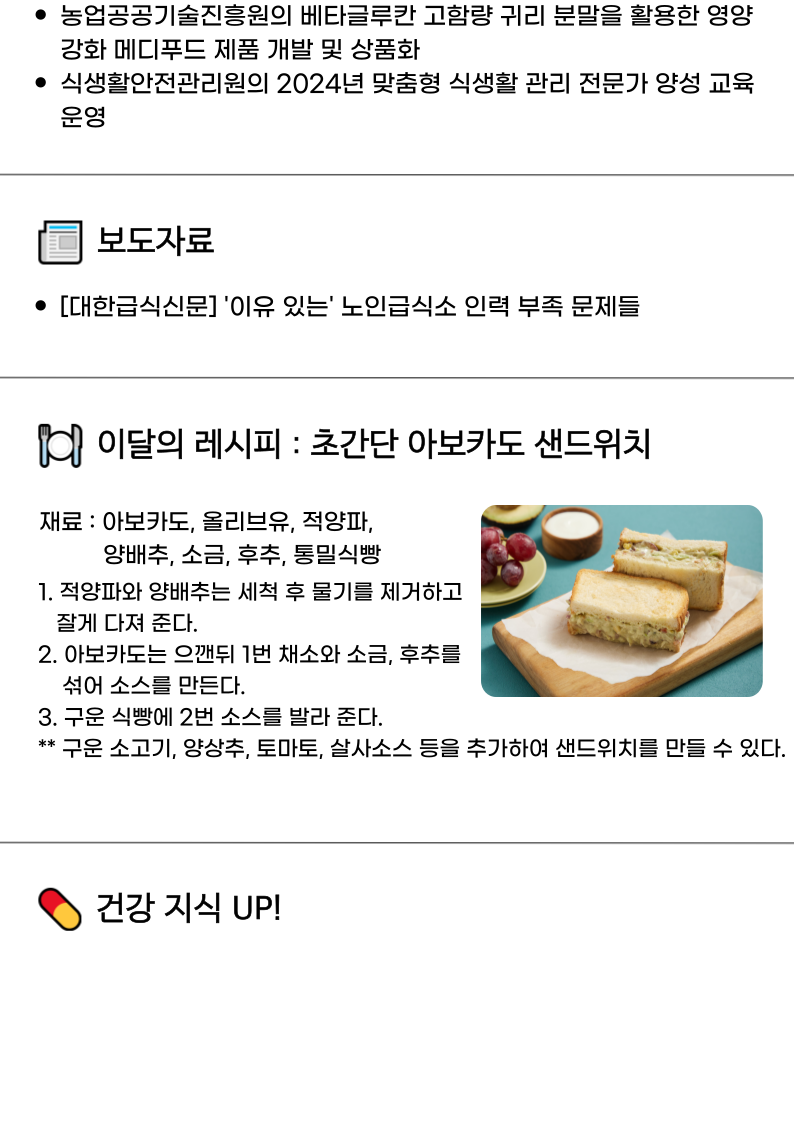 • 농업공공기술진흥원의 베타글루칸 고함량 귀리 분말을 활용한 영양
강화 메디푸드 제품 개발 및 상품화
• 식생활안전관리원의 2024년 맞춤형 식생활 관리 전문가 양성 교육
운영
보도자료
• [대한급식신문] '이유 있는' 노인급식소 인력 부족 문제들
이달의 레시피 : 초간단 아보카도 샌드위치
재료 : 아보카도, 올리브유, 적양파,
양배추, 소금, 후추, 통밀식빵
1. 적양파와 양배추는 세척 후 물기를 제거하고
잘게 다져 준다.
2. 아보카도는 으깬뒤 1번 채소와 소금, 후추를
섞어 소스를 만든다.
3. 구운 식빵에 2번 소스를 발라 준다.
** 구운 소고기, 양상추, 토마토, 살사소스 등을 추가하여 샌드위치를 만들 수 있다.
건강 지식 UP!